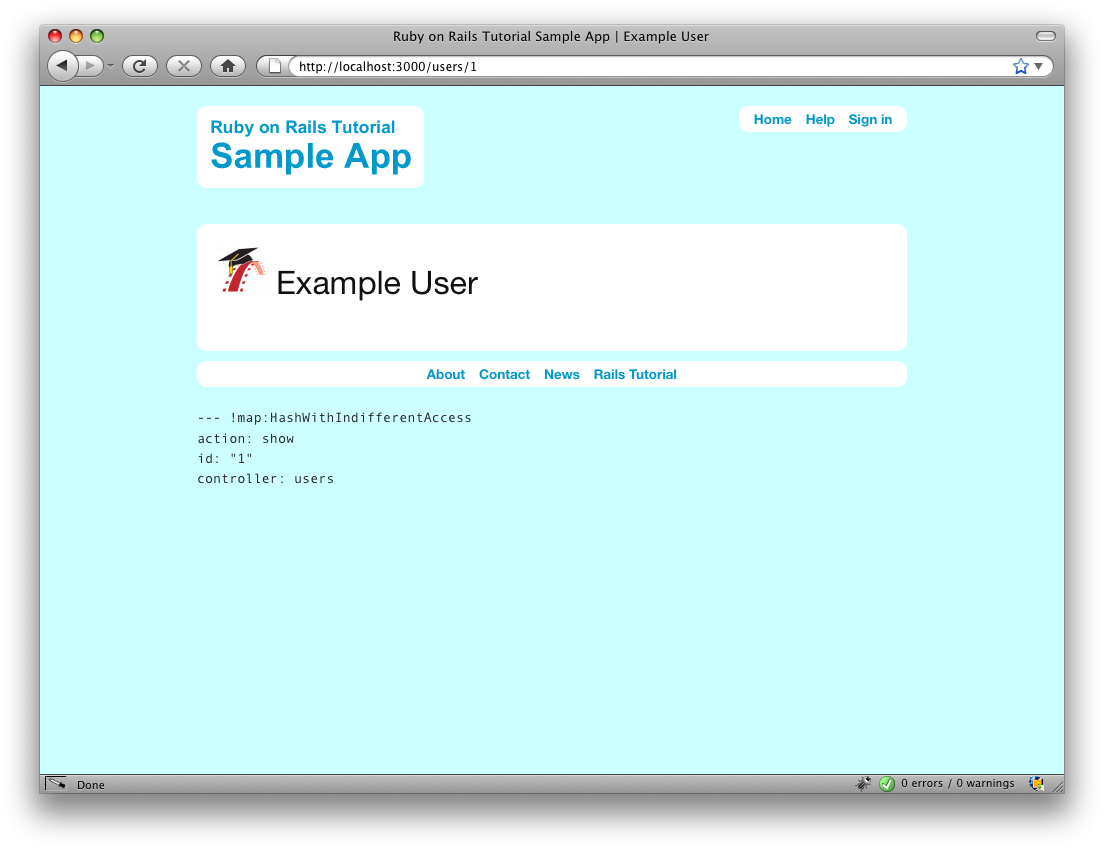 Ruby on Rails Tutorial Sample App | Example User
http://localhost:3000/users/1
Ruby on Rails Tutorial
Sample App
Home Help Sign in
Example User
About Contact News Rails Tutorial
--- !map:HashWithIndifferentAccess
action: show
id: "1"
controller: users
Done
0 errors / 0 warnings